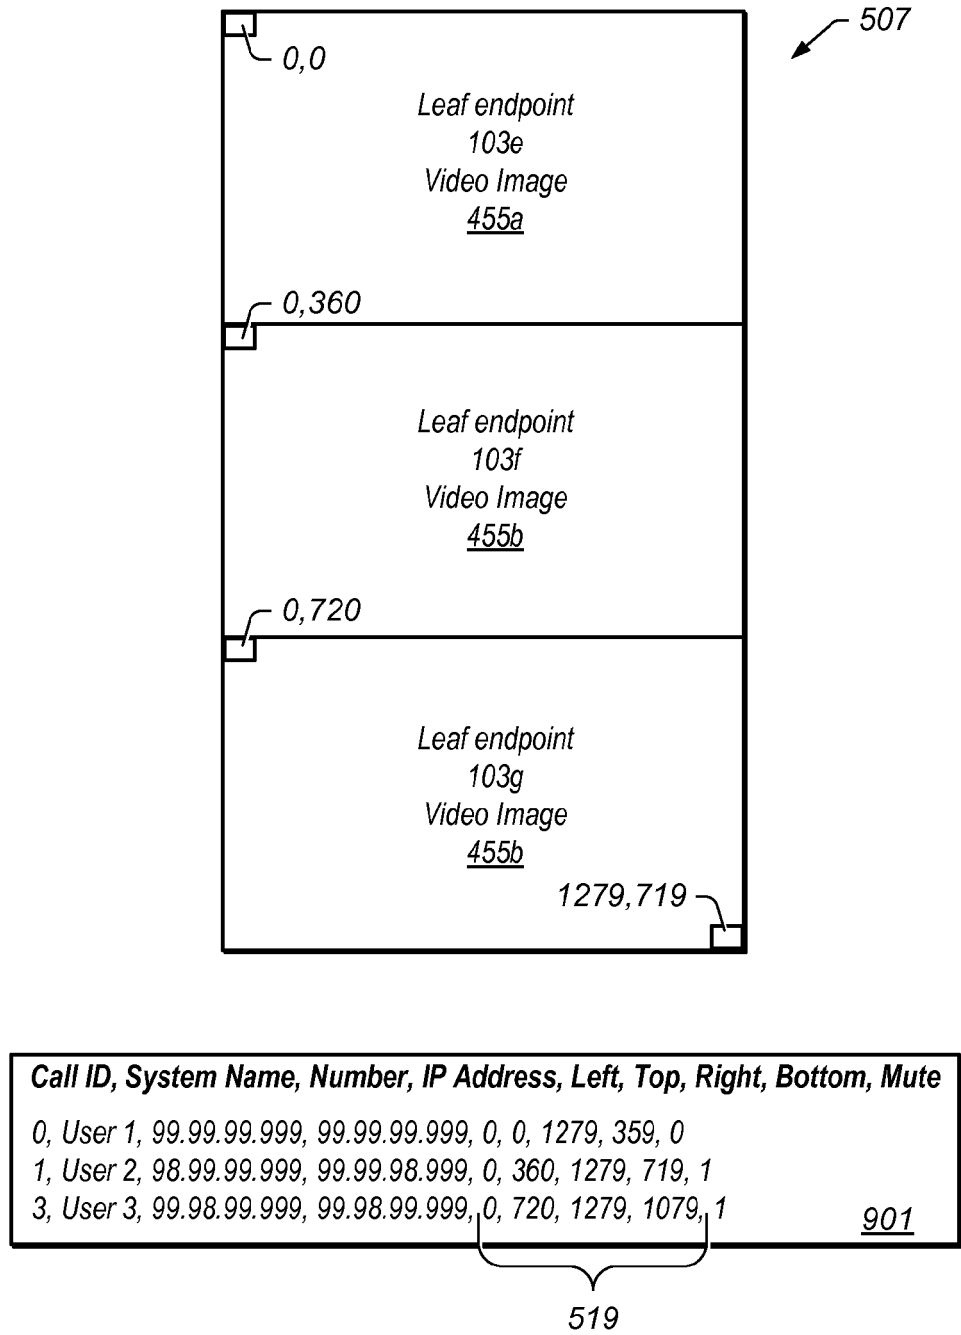 507
0,0
Leaf endpoint
103e
Video Image
455a
0,360
Leaf endpoint
103f
Video Image
455b
0,720
Leaf endpoint
103g
Video Image
455b
1279,719
Call ID, System Name, Number, IP Address, Left, Top, Right, Bottom, Mute
0, User 1, 99.99.99.999, 99.99.99.999, 0, 0, 1279, 359, 0
1, User 2, 98.99.99.999, 99.99.98.999, 0, 360, 1279, 719, 1
3, User 3, 99.98.99.999, 99.98.99.999, 0, 720, 1279, 1079, 1
901
519